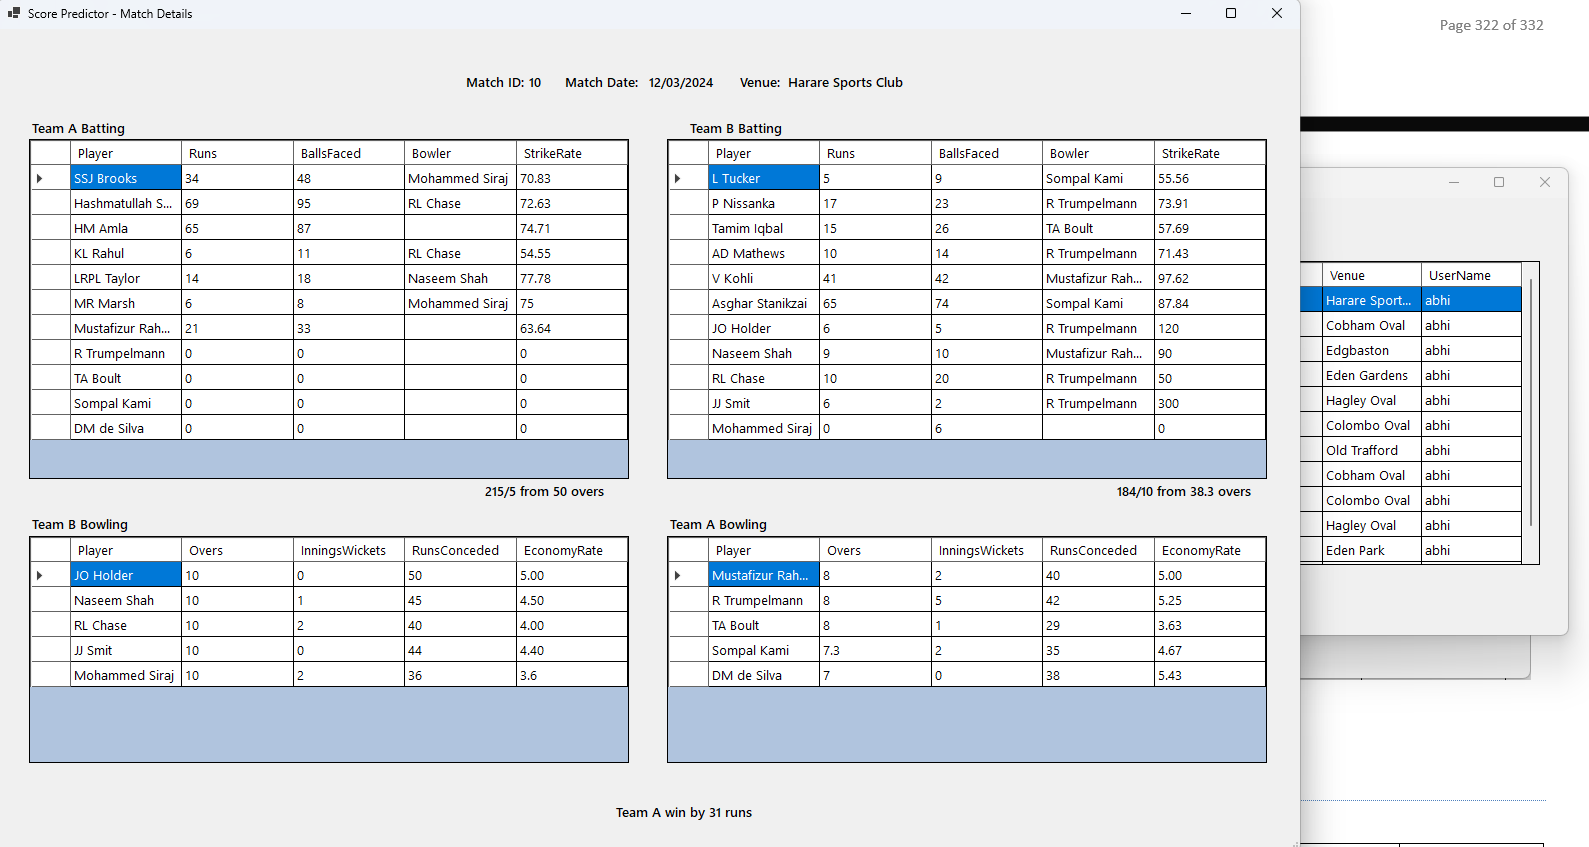 Score Predictor - Match Details
Page 322 of 332
Match ID: 10 Match Date: 12/03/2024 Venue: Harare Sports Club
Team A Batting
Player Runs BallsFaced Bowler StrikeRate
SSJ Brooks 34 48 Mohammed Siraj 70.83
Hashmatullah S... 69 95 RL Chase 72.63
HM Amla 65 87 74.71
KL Rahul 6 11 RL Chase 54.55
LRPL Taylor 14 18 Naseem Shah 77.78
MR Marsh 6 8 Mohammed Siraj 75
Mustafizur Rah... 21 33 63.64
R Trumpelmann 0 0 0
TA Boult 0 0 0
Sompal Kami 0 0 0
DM de Silva 0 0 0
215/5 from 50 overs
Team B Batting
Player Runs BallsFaced Bowler StrikeRate
L Tucker 5 9 Sompal Kami 55.56
P Nissanka 17 23 R Trumpelmann 73.91
Tamim Iqbal 15 26 TA Boult 57.69
AD Mathews 10 14 R Trumpelmann 71.43
V Kohli 41 42 Mustafizur Rah... 97.62
Asghar Stanikzai 65 74 Sompal Kami 87.84
JO Holder 6 5 R Trumpelmann 120
Naseem Shah 9 10 Mustafizur Rah... 90
RL Chase 10 20 R Trumpelmann 50
JJ Smit 6 2 R Trumpelmann 300
Mohammed Siraj 0 6 0
184/10 from 38.3 overs
Team B Bowling
Player Overs InningsWickets RunsConceded EconomyRate
JO Holder 10 0 50 5.00
Naseem Shah 10 1 45 4.50
RL Chase 10 2 40 4.00
JJ Smit 10 0 44 4.40
Mohammed Siraj 10 2 36 3.6
Team A Bowling
Player Overs InningsWickets RunsConceded EconomyRate
Mustafizur Rah... 8 2 40 5.00
R Trumpelmann 8 5 42 5.25
TA Boult 8 1 29 3.63
Sompal Kami 7.3 2 35 4.67
DM de Silva 7 0 38 5.43
Team A win by 31 runs
Venue UserName
Harare Sport... abhi
Cobham Oval abhi
Edgbaston abhi
Eden Gardens abhi
Hagley Oval abhi
Colombo Oval abhi
Old Trafford abhi
Cobham Oval abhi
Colombo Oval abhi
Hagley Oval abhi
Eden Park abhi